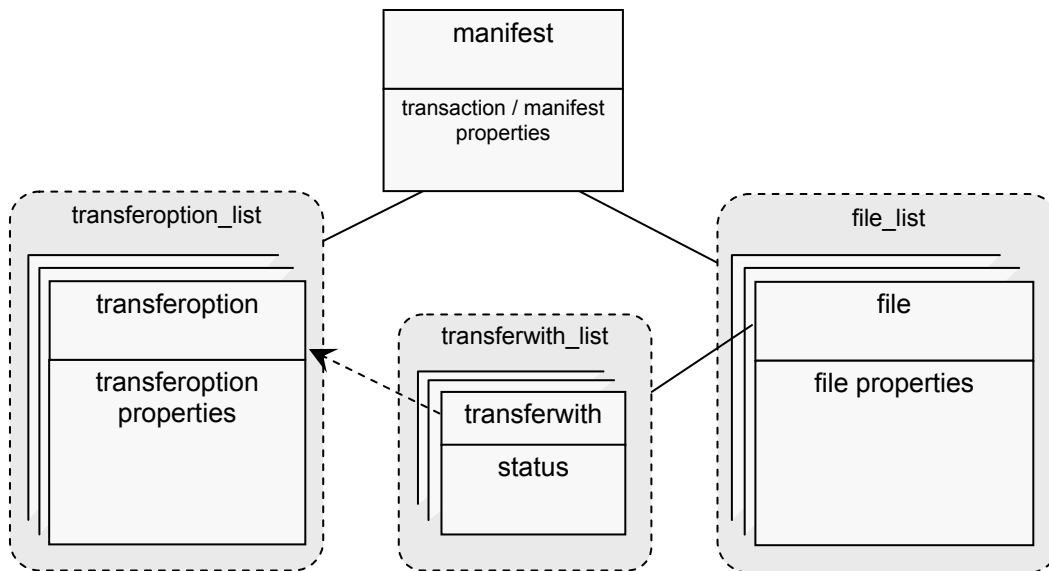 manifest
transaction / manifest
properties
transferoption_list
transferoption
transferoption
properties
transferwith_list
transferwith
status
file_list
file
file properties